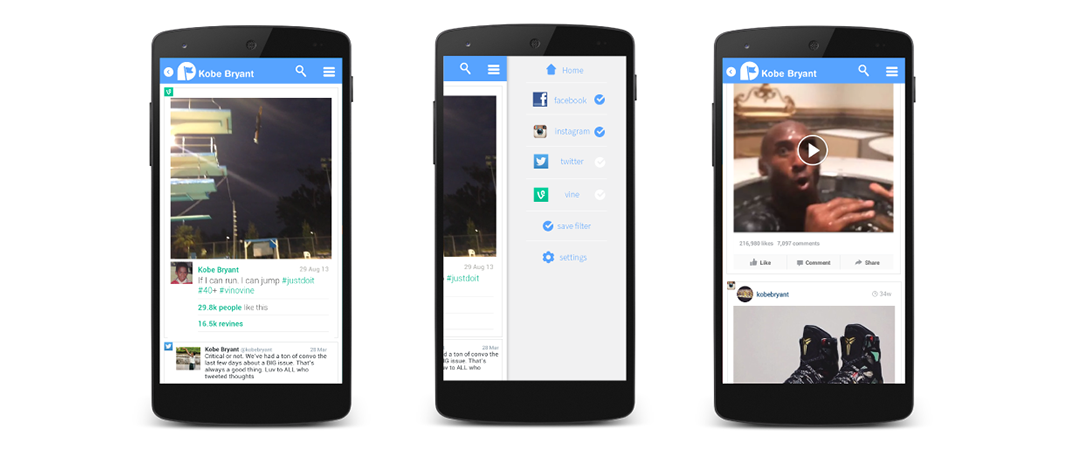 Kobe Bryant
Kobe Bryant
29 Aug 13
If I can run, I can jump #justdoit
#40+ #vinovine
29.8k people like this
16.5k revines
Kobe Bryant @kobebryant
28 Mar
Critical or not. We've had a ton of convo the
last few days about a BIG issue. That's
always a good thing. Luv to ALL who
tweeted thoughts
29 Aug 13
#justdoit
28 Mar
d a ton of convo the
BIG issue. That's
uv to ALL who
Home
facebook
instagram
twitter
vine
save filter
settings
Kobe Bryant
216,980 likes 7,097 comments
Like
Comment
Share
kobebryant
34m